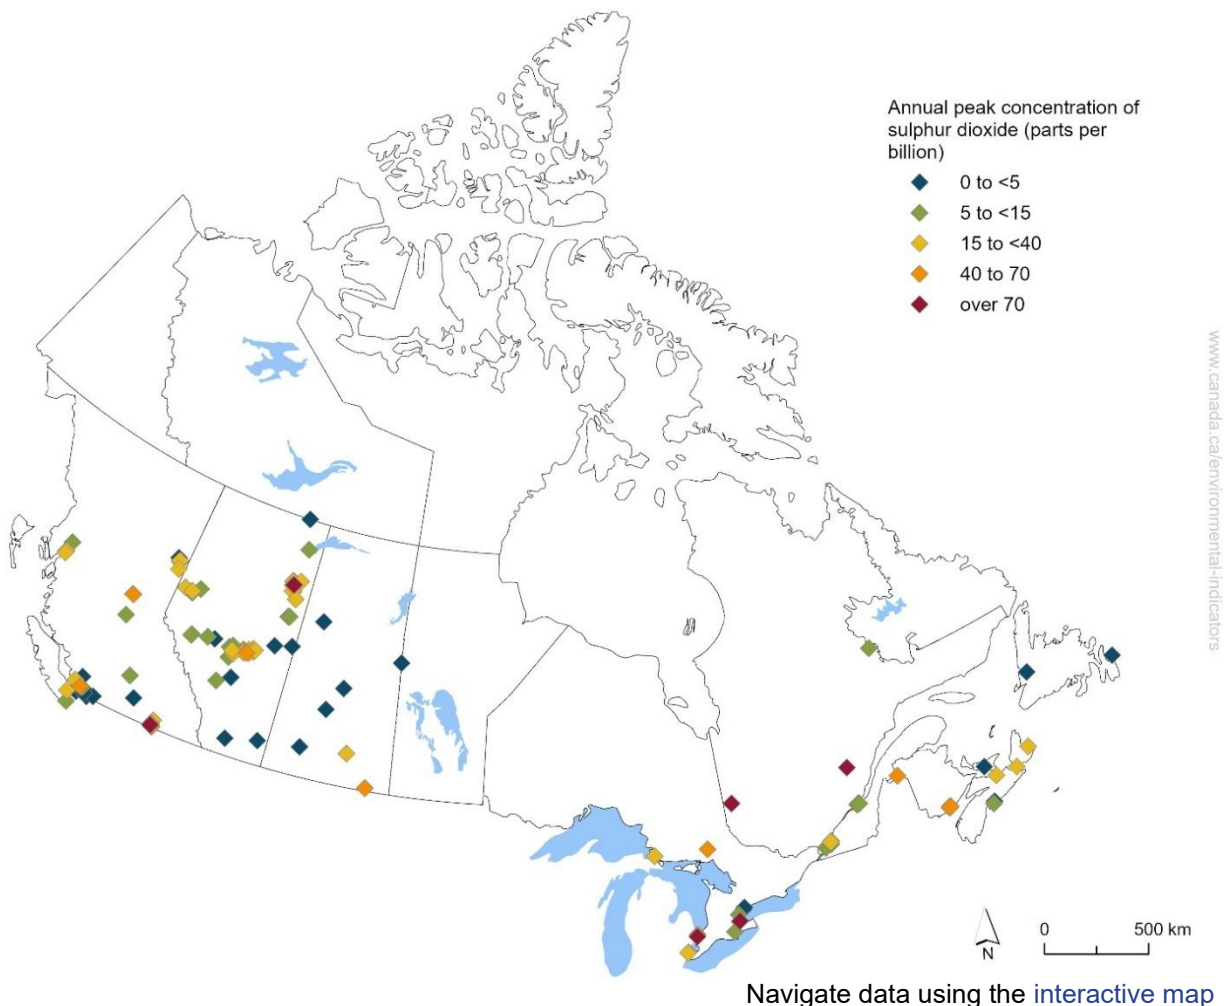 Annual peak concentration of
sulphur dioxide (parts per
billion)
0 to <5
5 to <15
15 to <40
40 to 70
over 70
www.canada.ca/environmental-indicators
N
0 500 km
Navigate data using the interactive map